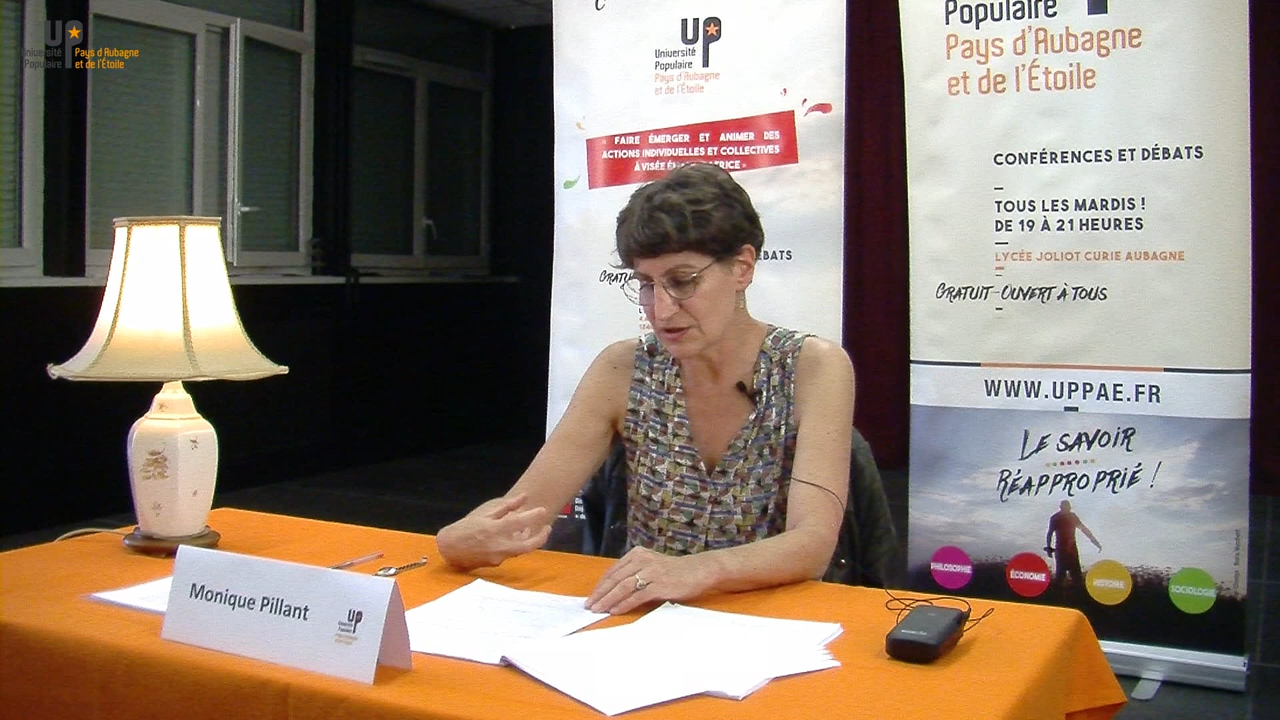 UP
Université
Populaire
Pays d'Aubagne
et de l'Étoile
UP
Université
Populaire
Pays d'Aubagne
et de l'Étoile
« FAIRE ÉMERGER ET ANIMER DES
ACTIONS INDIVIDUELLES ET COLLECTIVES
À VISÉE
Populaire
Pays d'Aubagne
et de l'Étoile
CONFÉRENCES ET DÉBATS
TOUS LES MARDIS !
DE 19 À 21 HEURES
LYCÉE JOLIOT CURIE AUBAGNE
GRATUIT - OUVERT À TOUS
WWW.UPPAE.FR
LE SAVOIR
RÉAPPROPRIÉ !
PHILOSOPHIE
ÉCONOMIE
HISTOIRE
SOCIOLOGIE
Monique Pillant
UP